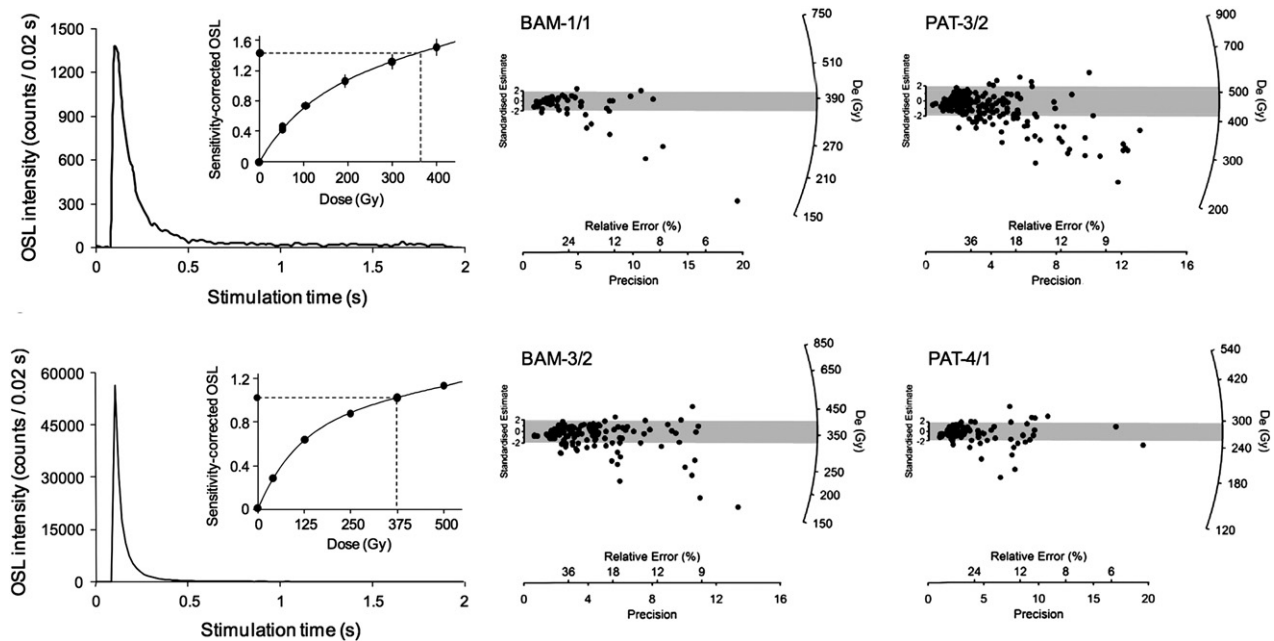 OSL intensity (counts / 0.02 s)
1500
1200
900
600
300
0
0 0.5 1 1.5 2
Stimulation time (s)
Sensitivity-corrected OSL
1.6
1.2
0.8
0.4
0
0 100 200 300 400
Dose (Gy)
BAM-1/1
Standardised Estimate
2
0
-2
750
510
390
270
210
150
De (Gy)
Relative Error (%)
24 12 8 6
0 5 10 15 20
Precision
PAT-3/2
Standardised Estimate
2
0
-2
900
700
500
400
300
200
De (Gy)
Relative Error (%)
36 18 12 9
0 4 8 12 16
Precision
OSL intensity (counts / 0.02 s)
60000
45000
30000
15000
0
0 0.5 1 1.5 2
Stimulation time (s)
Sensitivity-corrected OSL
1.2
0.8
0.4
0
0 125 250 375 500
Dose (Gy)
BAM-3/2
Standardised Estimate
2
0
-2
850
650
450
350
250
200
150
De (Gy)
Relative Error (%)
36 18 12 9
0 4 8 12 16
Precision
PAT-4/1
Standardised Estimate
2
0
-2
540
420
300
240
180
120
De (Gy)
Relative Error (%)
24 12 8 6
0 5 10 15 20
Precision